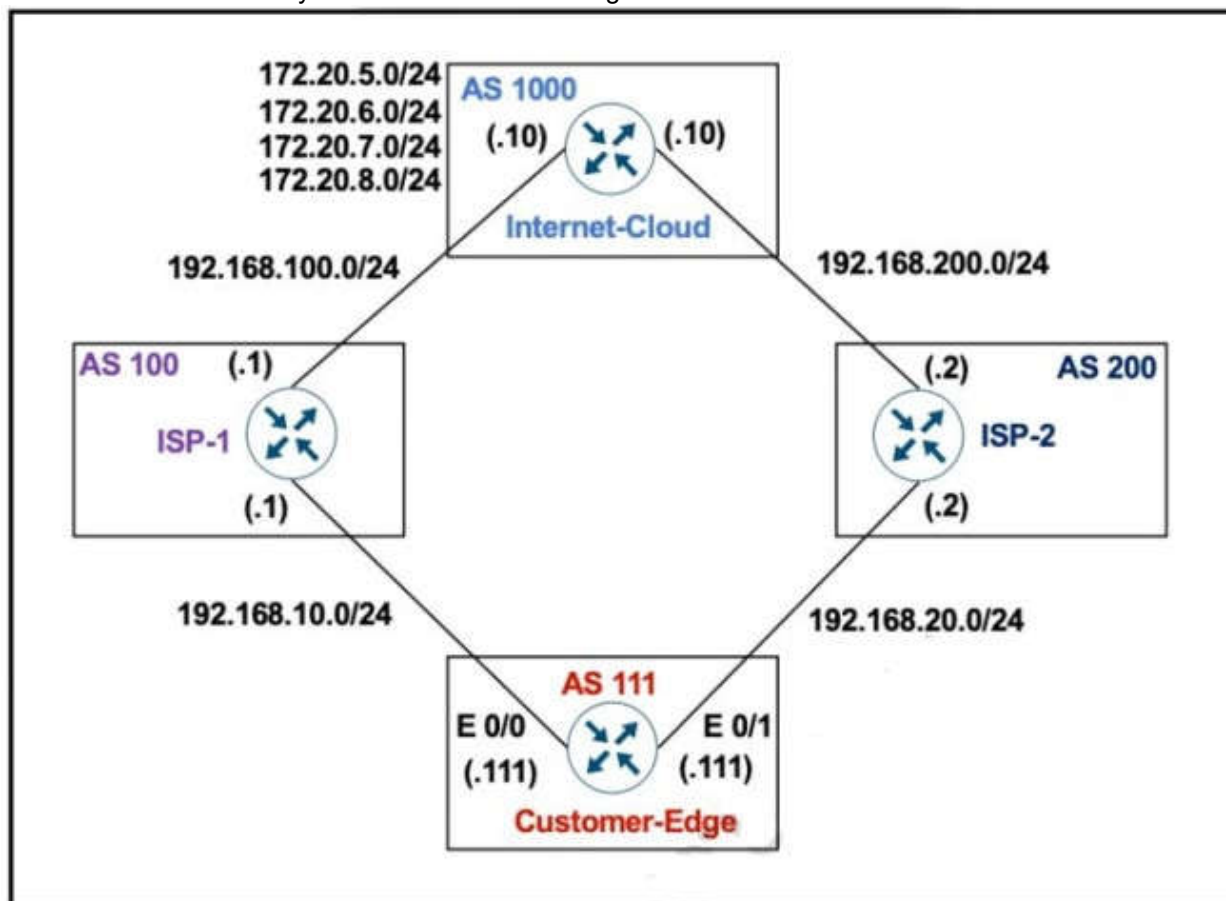 172.20.5.0/24
AS 1000
172.20.6.0/24
(.10)
(.10)
172.20.7.0/24
172.20.8.0/24
Internet-Cloud
192.168.100.0/24
192.168.200.0/24
AS 100
(.1)
(.2)
AS 200
ISP-1
ISP-2
(.1)
(.2)
192.168.10.0/24
192.168.20.0/24
AS 111
E 0/0
E 0/1
(.111)
(.111)
Customer-Edge